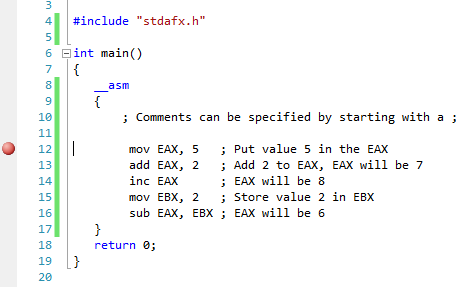 3
4 #include "stdafx.h"
5
6 int main()
7 {
8 __asm
9 {
10 ; Comments can be specified by starting with a ;
11
12 mov EAX, 5 ; Put value 5 in the EAX
13 add EAX, 2 ; Add 2 to EAX, EAX will be 7
14 inc EAX ; EAX will be 8
15 mov EBX, 2 ; Store value 2 in EBX
16 sub EAX, EBX ; EAX will be 6
17 }
18 return 0;
19 }
20